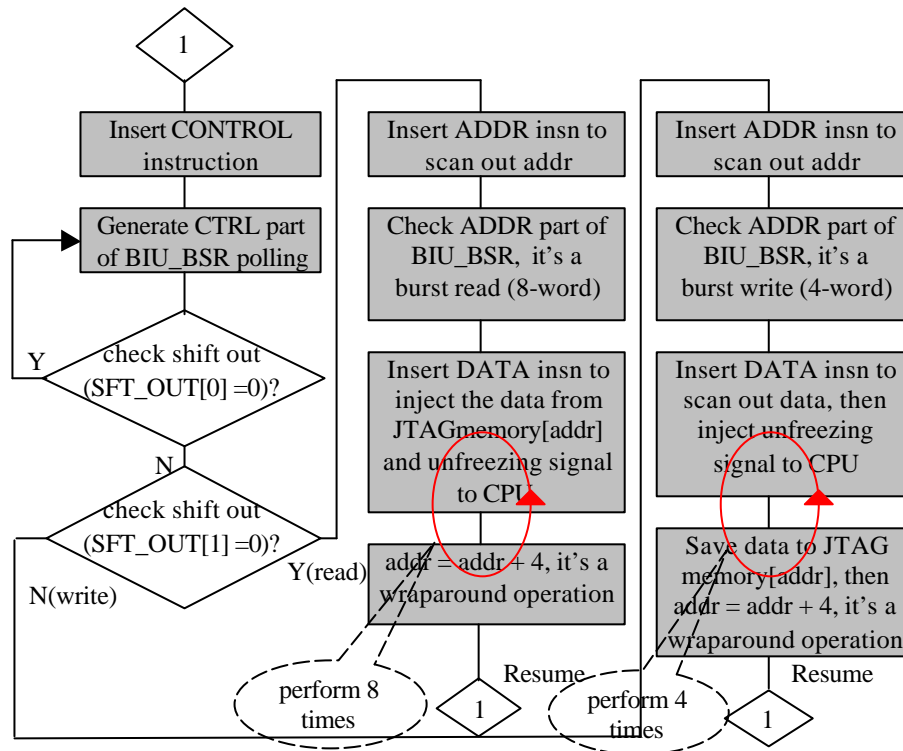 1
Insert CONTROL
instruction
Generate CTRL part
of BIU_BSR polling
Y
check shift out
(SFT_OUT[0] =0)?
N
check shift out
(SFT_OUT[1] =0)?
Y(read)
N(write)
Insert ADDR insn to
scan out addr
Check ADDR part of
BIU_BSR, it's a
burst read (8-word)
Insert DATA insn to
inject the data from
JTAGmemory[addr]
and unfreezing signal
to CPU
addr = addr + 4, it's a
wraparound operation
perform 8
times
Resume
1
Insert ADDR insn to
scan out addr
Check ADDR part of
BIU_BSR, it's a
burst write (4-word)
Insert DATA insn to
scan out data, then
inject unfreezing
signal to CPU
Save data to JTAG
memory[addr], then
addr = addr + 4, it's a
wraparound operation
perform 4
times
Resume
1